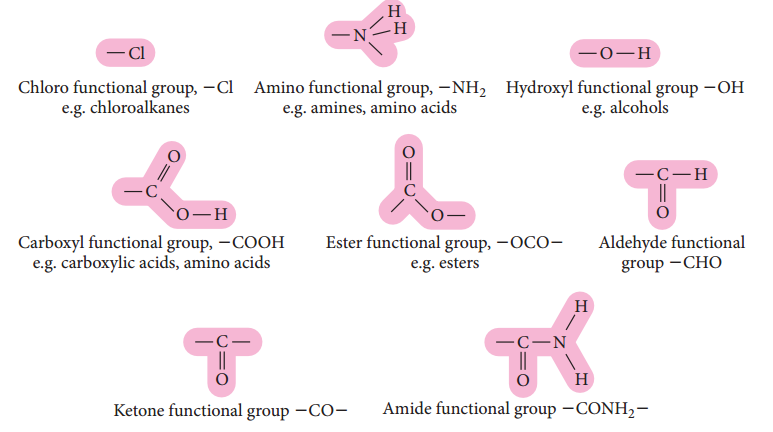 —Cl
Chloro functional group, −Cl
e.g. chloroalkanes
H
—N—H
Amino functional group, −NH₂
e.g. amines, amino acids
—O—H
Hydroxyl functional group −OH
e.g. alcohols
O
—C
O—H
Carboxyl functional group, −COOH
e.g. carboxylic acids, amino acids
O
C
O—
Ester functional group, −OCO−
e.g. esters
—C—H
O
Aldehyde functional
group −CHO
—C—
O
Ketone functional group −CO−
H
—C—N
O H
Amide functional group −CONH₂−